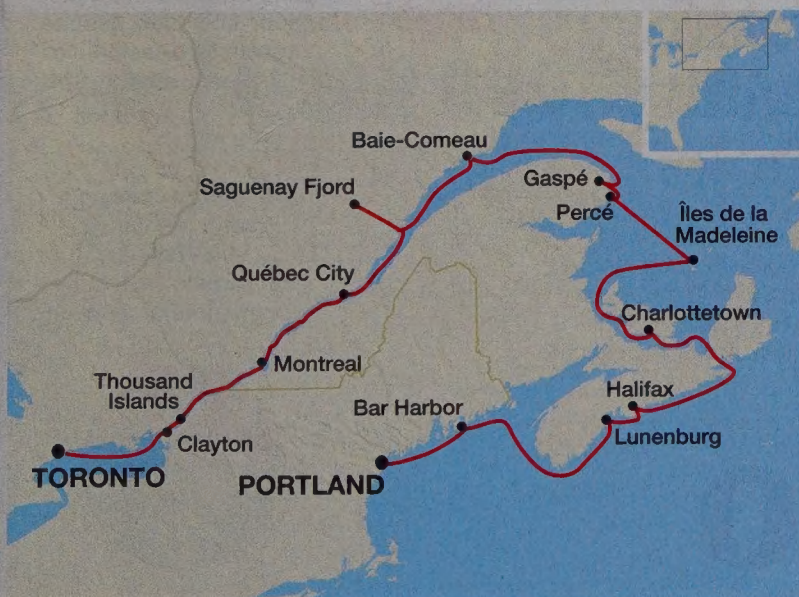 Baie-Comeau
Saguenay Fjord
Gaspé
Percé
Îles de la
Madeleine
Québec City
Charlottetown
Montreal
Thousand
Islands
Halifax
Bar Harbor
Clayton
Lunenburg
TORONTO
PORTLAND